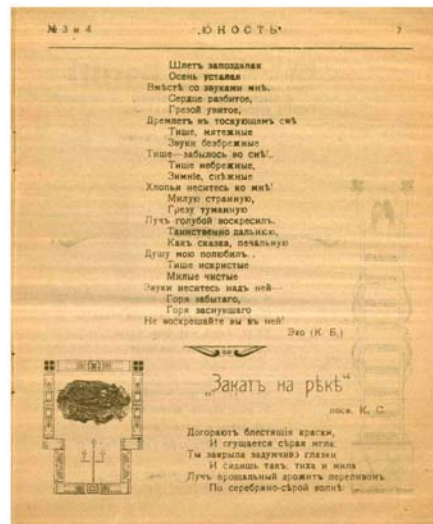 № 3 и 4 „ЮНОСТЬ“ 7
Шлетъ запоздалая
Осень усталая
Вмѣстѣ со звуками мнѣ.
Сердце разбитое,
Грезой увитое,
Дремлетъ въ тоскующемъ снѣ
Тише, мятежные
Звуки безбрежные
Тише—забылось во снѣ!..
Тише небрежные,
Зимніе, снѣжные
Хлопья неситесь ко мнѣ!
Милую странную,
Грезу туманную
Лучъ голубой воскресилъ.
Таинственно дальнюю,
Какъ сказка, печальную
Душу мою полюбилъ..
Тише искристые
Милые чистые
Звуки неситесь надъ ней—
Горя забытаго,
Горя заснувшаго
Не воскрешайте вы въ ней!
Эхо (К. Б.)
„Закатъ на рѣкѣ“
посв. К. С.
Догораютъ блестящія краски,
И сгущается сѣрая мгла
Ты закрыла задумчиво глазки
И сидишь такъ, тиха и мила
Лучъ прощальный дрожитъ переливомъ
По серебряно-сѣрой волнѣ